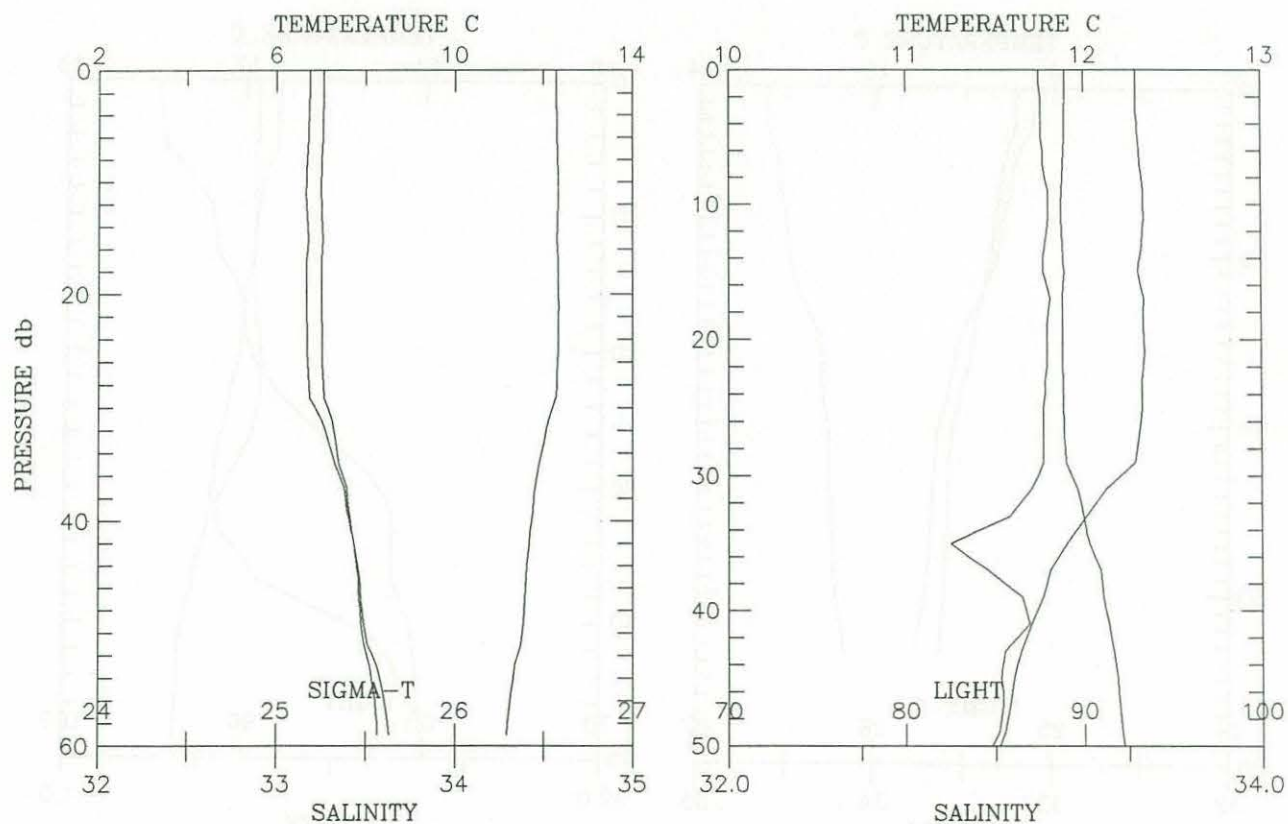 TEMPERATURE C
2 6 10 14
0
20
40
60
PRESSURE db
SIGMA-T
24 25 26 27
32 33 34 35
SALINITY
TEMPERATURE C
10 11 12 13
0
10
20
30
40
50
LIGHT
70 80 90 100
32.0 34.0
SALINITY